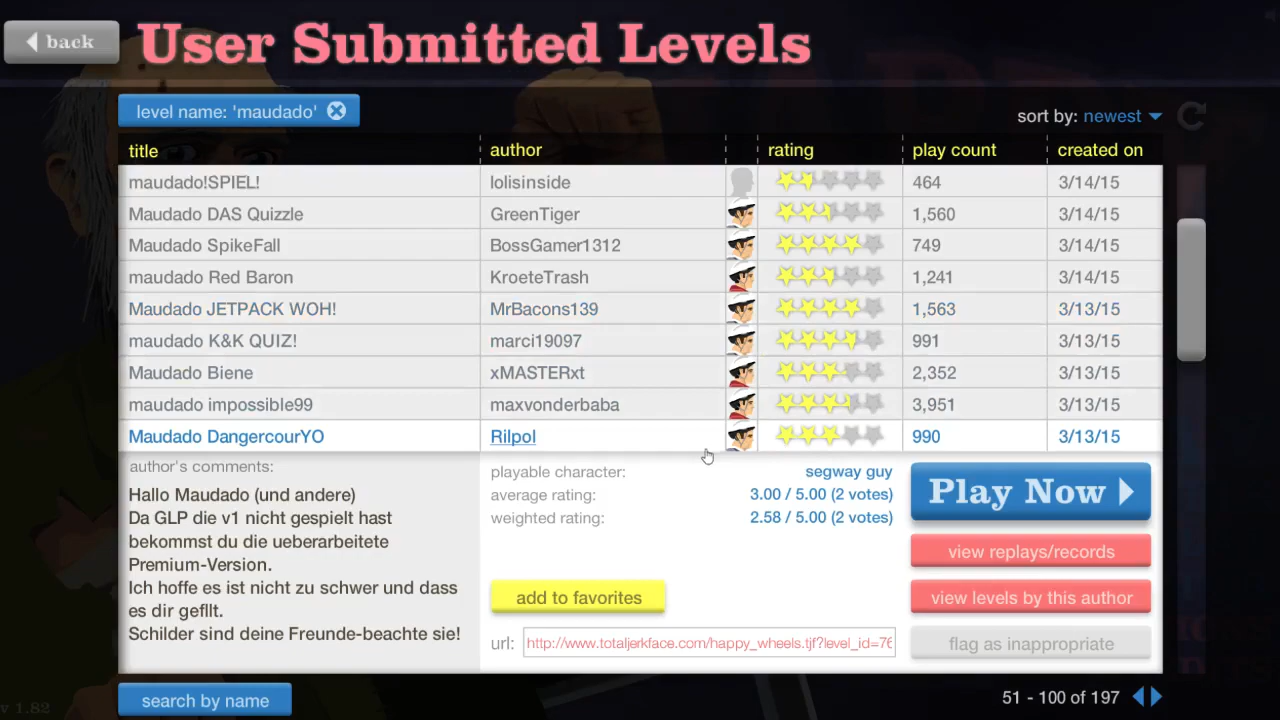 back
User Submitted Levels
level name: 'maudado'
sort by: newest
title author rating play count created on
maudado!SPIEL! lolisinside 464 3/14/15
Maudado DAS Quizzle GreenTiger 1,560 3/14/15
Maudado SpikeFall BossGamer1312 749 3/14/15
maudado Red Baron KroeteTrash 1,241 3/14/15
Maudado JETPACK WOH! MrBacons139 1,563 3/13/15
maudado K&K QUIZ! marci19097 991 3/13/15
Maudado Biene xMASTERxt 2,352 3/13/15
maudado impossible99 maxvonderbaba 3,951 3/13/15
Maudado DangercourYO Rilpol 990 3/13/15
author's comments:
Hallo Maudado (und andere)
Da GLP die v1 nicht gespielt hast
bekommst du die ueberarbeitete
Premium-Version.
Ich hoffe es ist nicht zu schwer und dass
es dir gefllt.
Schilder sind deine Freunde-beachte sie!
playable character: segway guy
average rating: 3.00 / 5.00 (2 votes)
weighted rating: 2.58 / 5.00 (2 votes)
add to favorites
url: http://www.totaljerkface.com/happy_wheels.tjf?level_id=76
Play Now
view replays/records
view levels by this author
flag as inappropriate
search by name
51 - 100 of 197
v 1.82